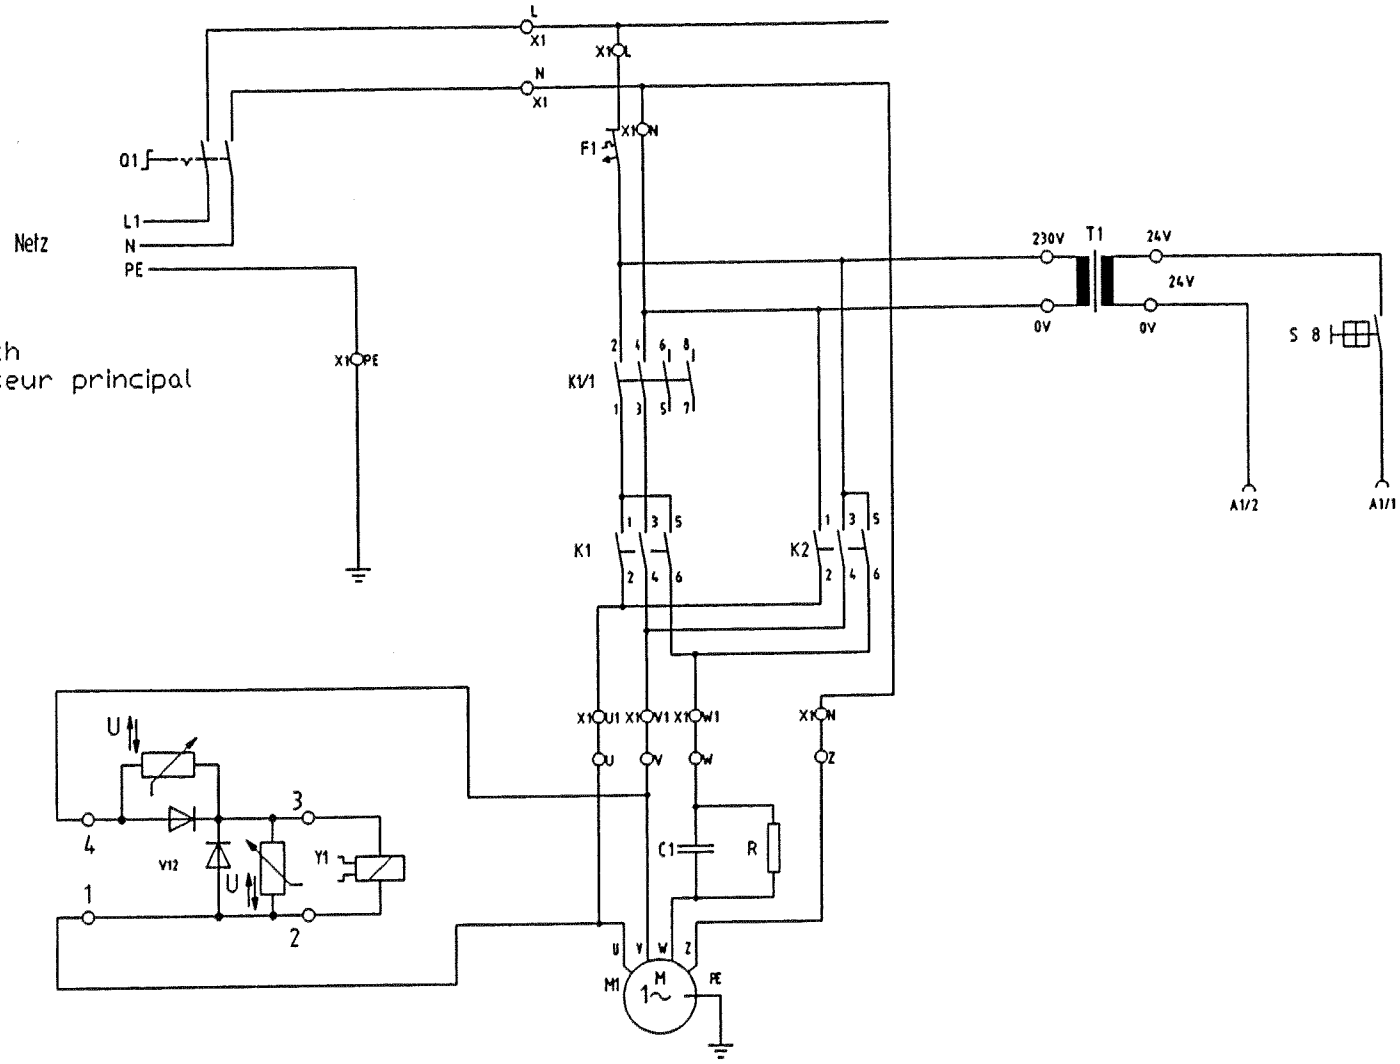 L
X1
X1 L
N
X1
X1 N
F1
Q1
L1
Netz
N
PE
230V
T1
24V
24V
0V
0V
S 8
th
teur principal
X1 PE
2 4 6 8
K1/1
1 3 5 7
A1/2
A1/1
1 3 5
K1
2 4 6
1 3 5
K2
2 4 6
X1 U1 X1 V1 X1 W1
X1 N
U V W
Z
U
3
4
V12
Y1
U
1
2
C1
R
U V W Z
M1
M
1~
PE